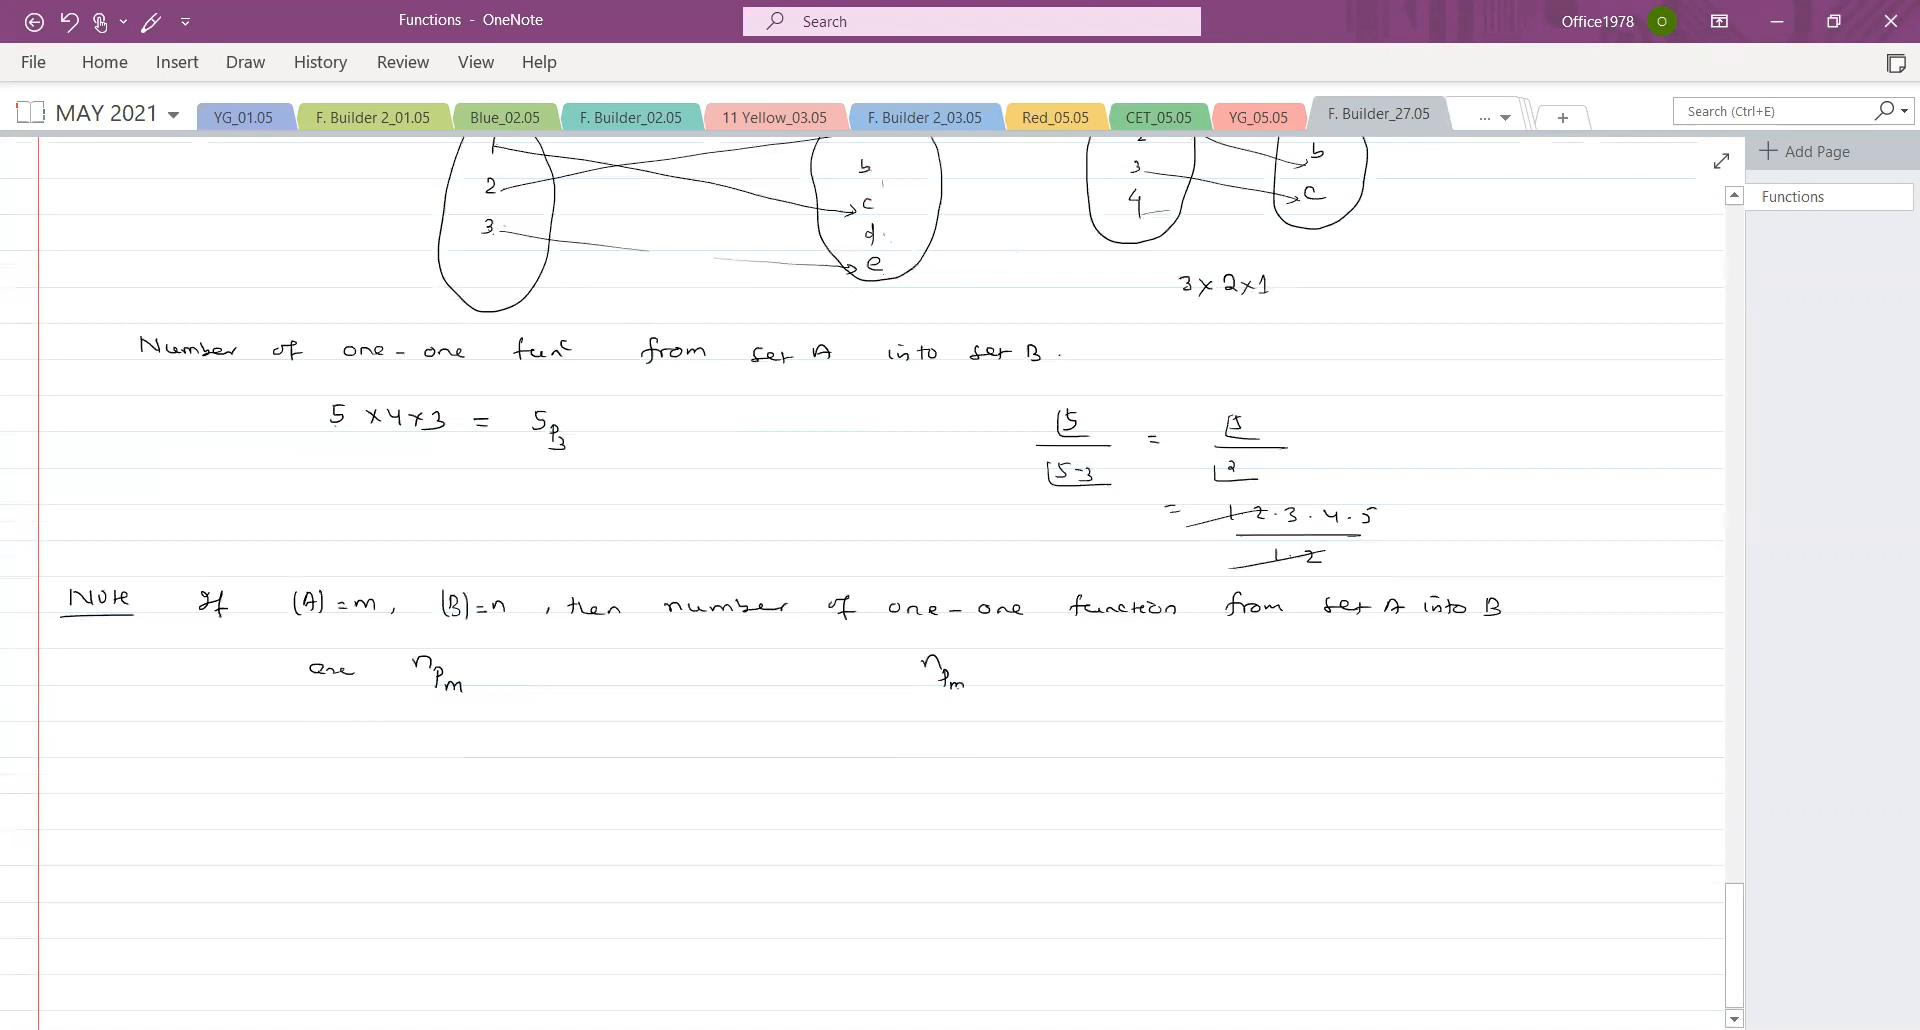 Functions - OneNote
Search
Office1978
O
File Home Insert Draw History Review View Help
MAY 2021
YG_01.05
F. Builder 2_01.05
Blue_02.05
F. Builder_02.05
11 Yellow_03.05
F. Builder 2_03.05
Red_05.05
CET_05.05
YG_05.05
F. Builder_27.05
...
+
Search (Ctrl+E)
+ Add Page
Functions
1
2
3
b
c
d
e
2
3
4
b
c
3 × 2 × 1
Number of one-one funᶜ from set A into set B.
5 × 4 × 3 = 5P₃
|5 / |5-3 = |5 / |2
= 1·2·3·4·5 / 1·2
Note If (A) = m, (B) = n, then number of one-one function from set A into B
are nPm nPm